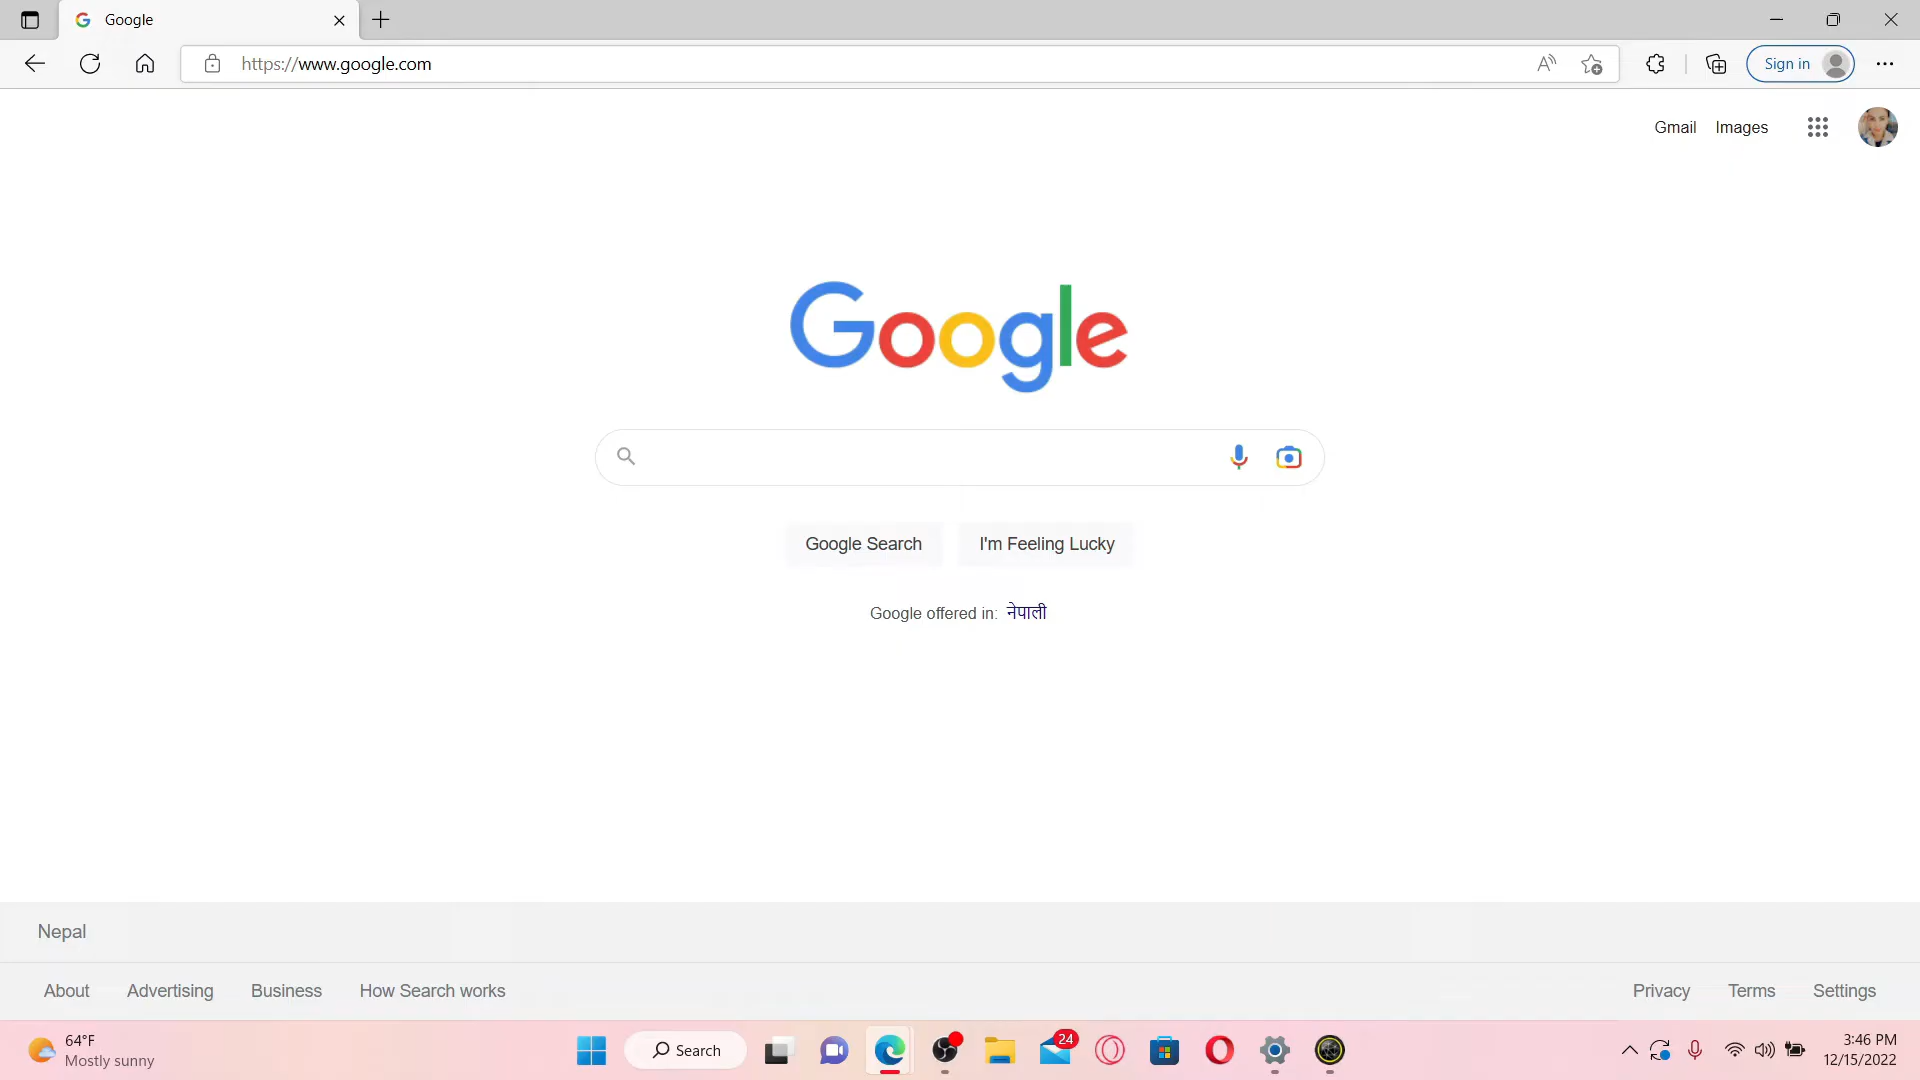 Google
https://www.google.com
Sign in
Gmail Images
Google
Google Search I'm Feeling Lucky
Google offered in: नेपाली
Nepal
About Advertising Business How Search works Privacy Terms Settings
64°F
Mostly sunny
Search
24
3:46 PM
12/15/2022